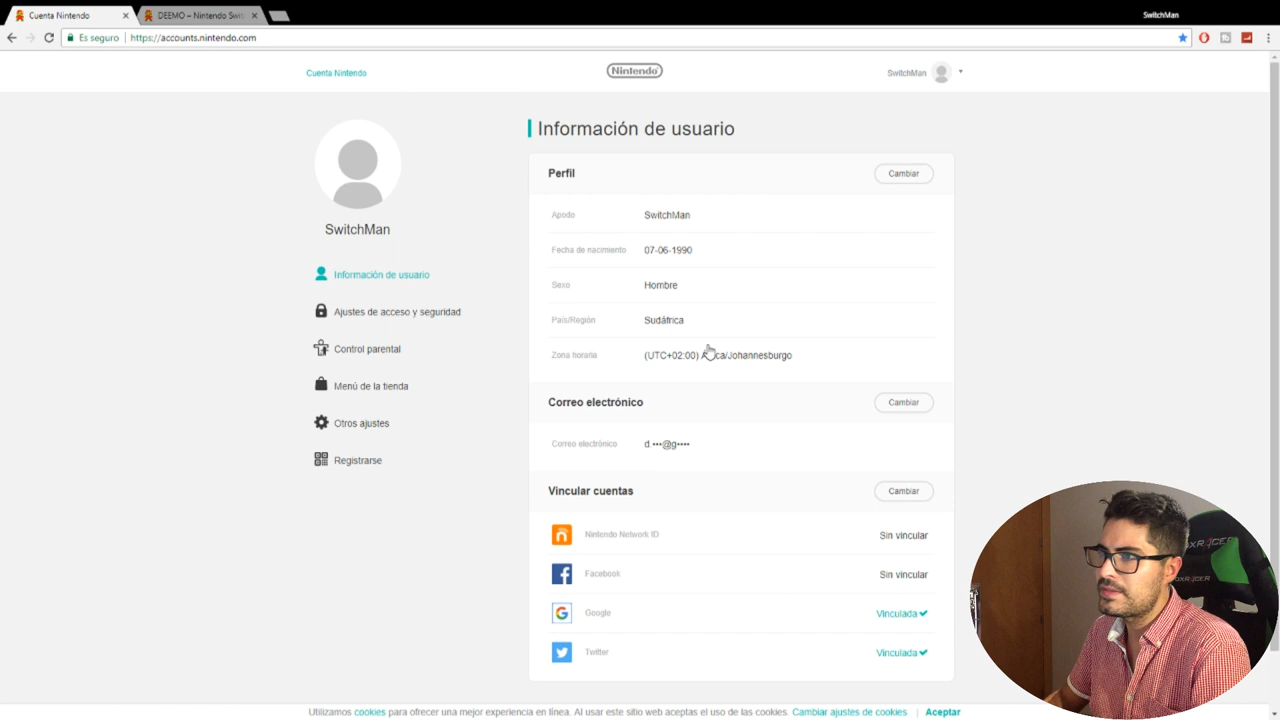 Cuenta Nintendo
DEEMO – Nintendo Swit
SwitchMan
Es seguro | https://accounts.nintendo.com
Cuenta Nintendo
Nintendo
SwitchMan
SwitchMan
Información de usuario
Ajustes de acceso y seguridad
Control parental
Menú de la tienda
Otros ajustes
Registrarse
Información de usuario
Perfil
Cambiar
Apodo SwitchMan
Fecha de nacimiento 07-06-1990
Sexo Hombre
País/Región Sudáfrica
Zona horaria (UTC+02:00) /Johannesburgo
Correo electrónico
Cambiar
Correo electrónico d •••@g••••
Vincular cuentas
Cambiar
Nintendo Network ID Sin vincular
Facebook Sin vincular
Google Vinculada
Twitter Vinculada
Utilizamos cookies para ofrecer una mejor experiencia en línea. Al usar este sitio web aceptas el uso de las cookies. Cambiar ajustes de cookies | Aceptar